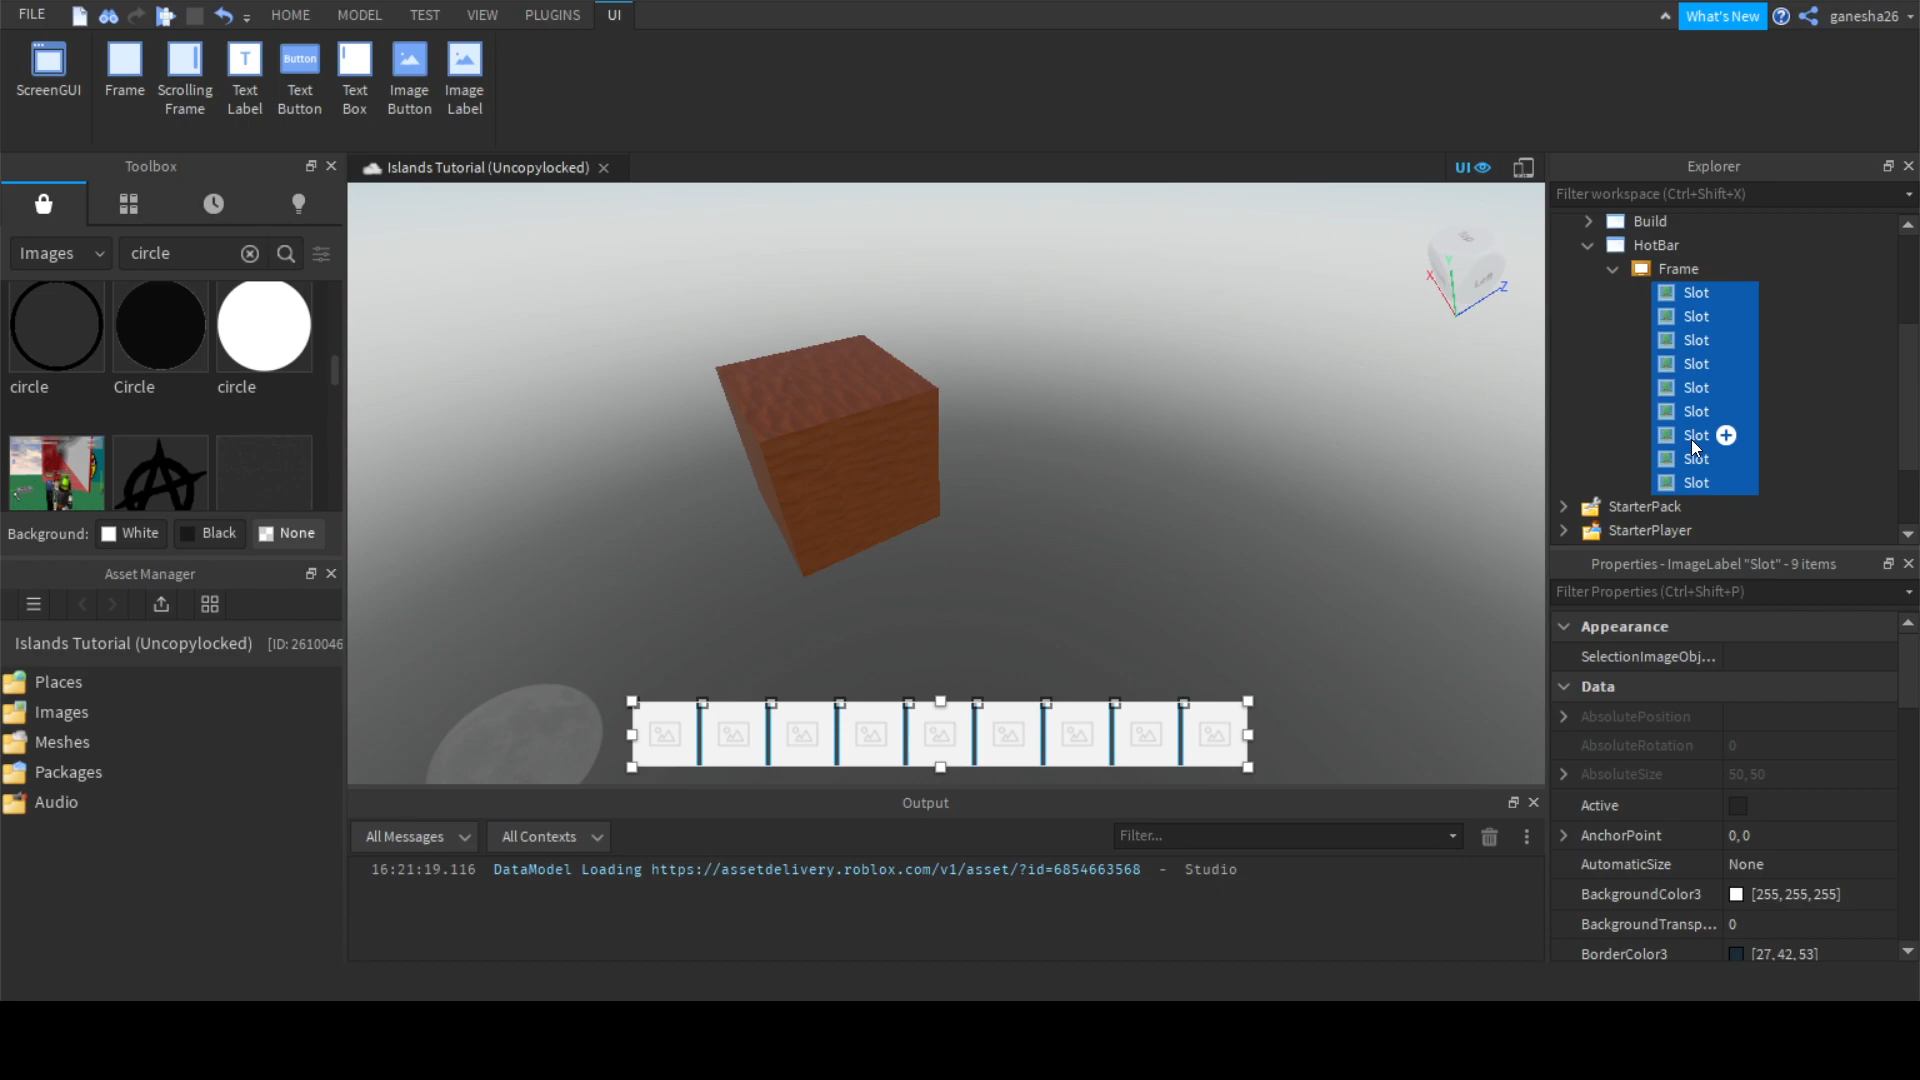 FILE
HOME
MODEL
TEST
VIEW
PLUGINS
UI
What's New
ganesha26
ScreenGUI
Frame
Scrolling
Frame
T
Text
Label
Button
Text
Button
Text
Box
Image
Button
Image
Label
Toolbox
Images
circle
circle
Circle
circle
Background:
White
Black
None
Asset Manager
Islands Tutorial (Uncopylocked) [ID: 2610046
Places
Images
Meshes
Packages
Audio
Islands Tutorial (Uncopylocked)
UI
Left
X
Y
Z
Output
All Messages
All Contexts
Filter...
16:21:19.116 DataModel Loading https://assetdelivery.roblox.com/v1/asset/?id=6854663568 - Studio
Explorer
Filter workspace (Ctrl+Shift+X)
Build
HotBar
Frame
Slot
Slot
Slot
Slot
Slot
Slot
Slot
Slot
Slot
StarterPack
StarterPlayer
Properties - ImageLabel "Slot" - 9 items
Filter Properties (Ctrl+Shift+P)
Appearance
SelectionImageObj...
Data
AbsolutePosition
AbsoluteRotation 0
AbsoluteSize 50, 50
Active
AnchorPoint 0, 0
AutomaticSize None
BackgroundColor3 [255, 255, 255]
BackgroundTransp... 0
BorderColor3 [27, 42, 53]